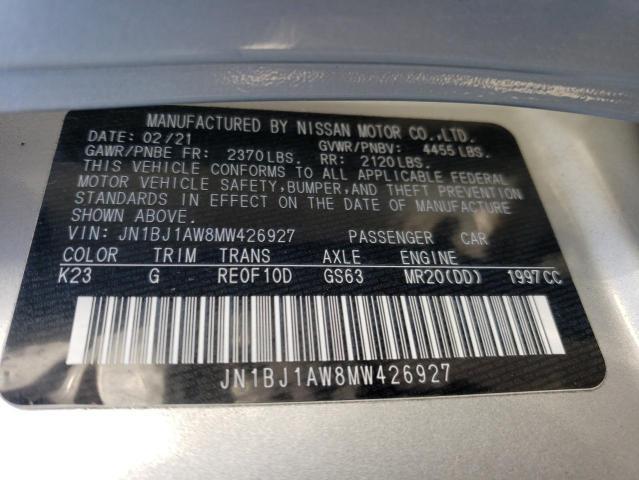 MANUFACTURED BY NISSAN MOTOR CO.,LTD.
DATE: 02/21 GVWR/PNBV: 4455 LBS.
GAWR/PNBE FR: 2370 LBS. RR: 2120 LBS.
THIS VEHICLE CONFORMS TO ALL APPLICABLE FEDERAL
MOTOR VEHICLE SAFETY, BUMPER, AND THEFT PREVENTION
STANDARDS IN EFFECT ON THE DATE OF MANUFACTURE
SHOWN ABOVE.
VIN: JN1BJ1AW8MW426927 PASSENGER CAR
COLOR TRIM TRANS AXLE ENGINE
K23 G RE0F10D GS63 MR20(DD) 1997CC
JN1BJ1AW8MW426927